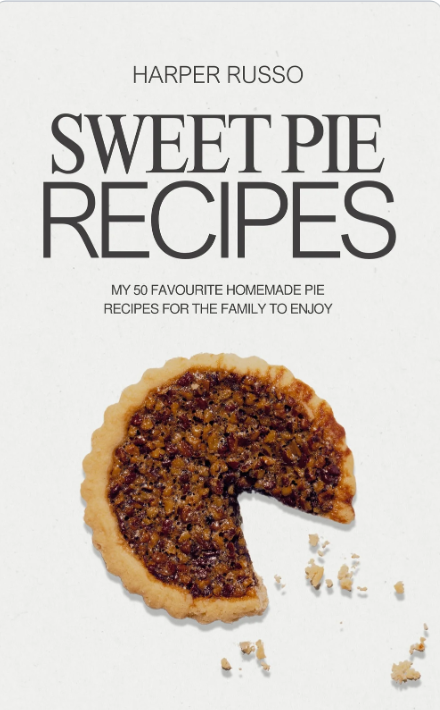 HARPER RUSSO
SWEET PIE
RECIPES
MY 50 FAVOURITE HOMEMADE PIE
RECIPES FOR THE FAMILY TO ENJOY